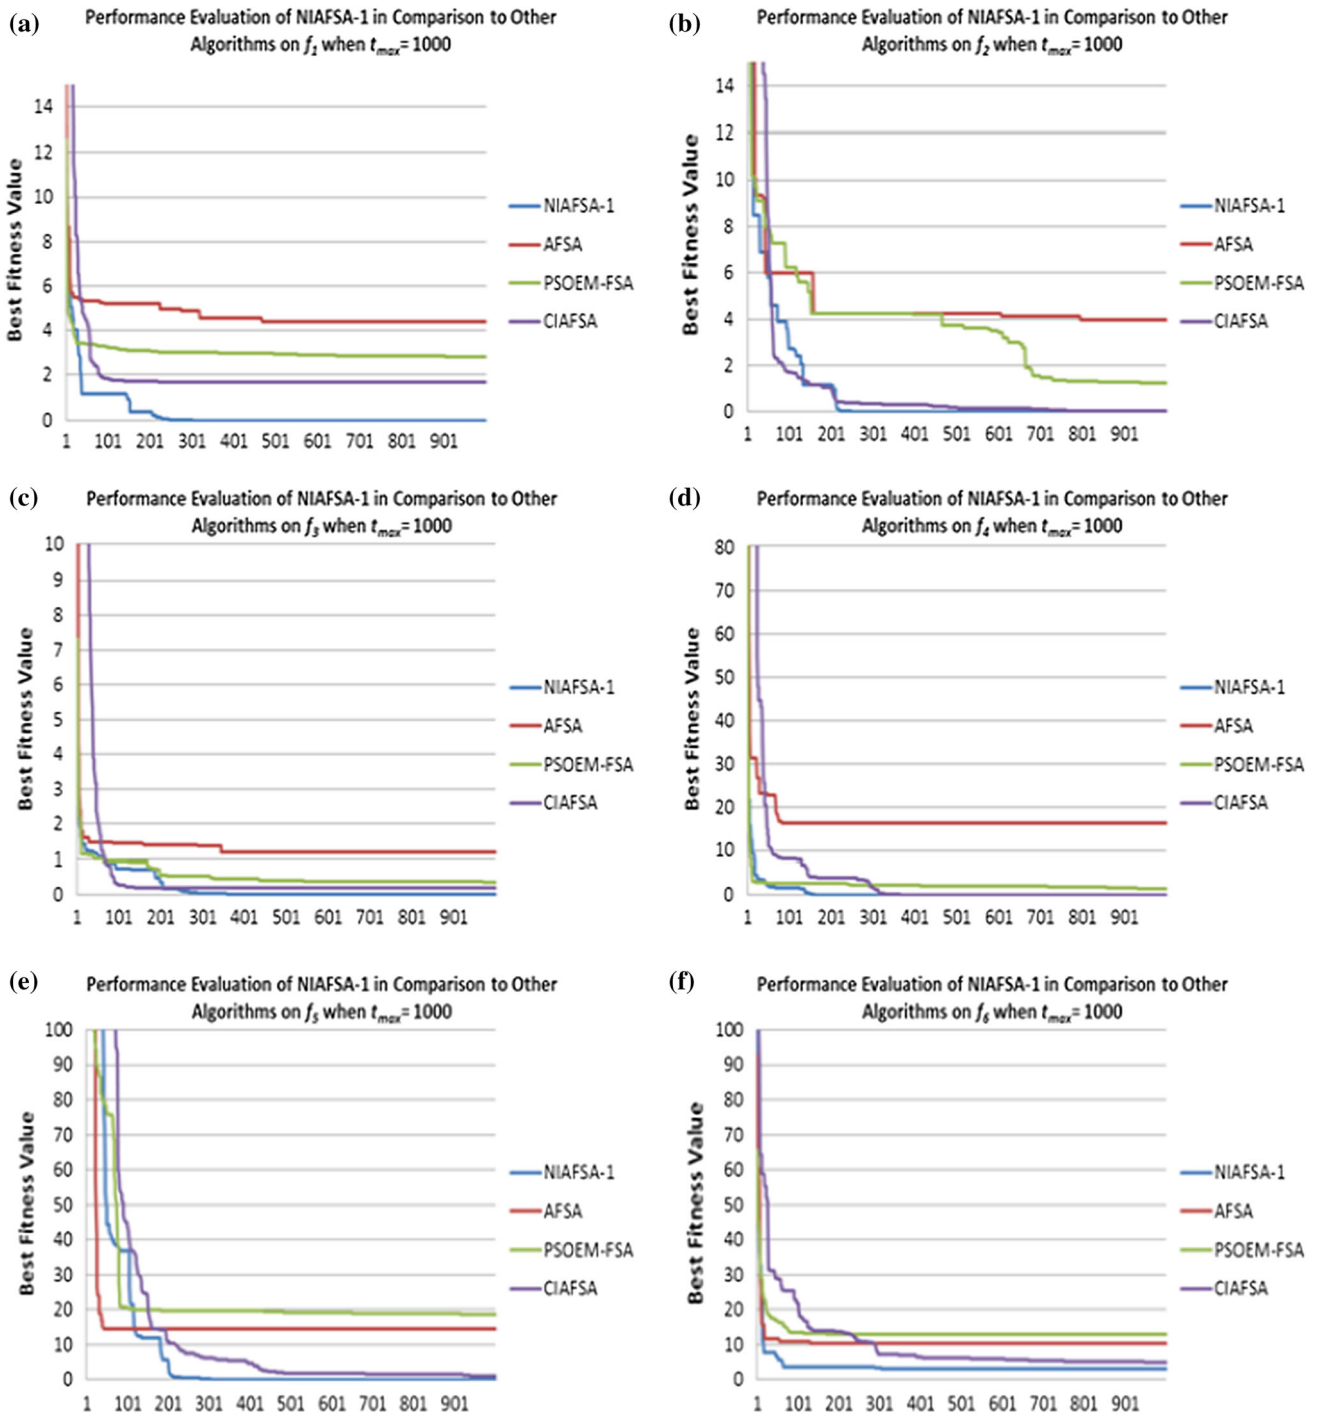 (a)
Performance Evaluation of NIAFSA-1 in Comparison to Other
Algorithms on f1 when tmax= 1000
Best Fitness Value
14
12
10
8
6
4
2
0
1 101 201 301 401 501 601 701 801 901
NIAFSA-1
AFSA
PSOEM-FSA
CIAFSA
(b)
Performance Evaluation of NIAFSA-1 in Comparison to Other
Algorithms on f2 when tmax= 1000
Best Fitness Value
14
12
10
8
6
4
2
0
1 101 201 301 401 501 601 701 801 901
NIAFSA-1
AFSA
PSOEM-FSA
CIAFSA
(c)
Performance Evaluation of NIAFSA-1 in Comparison to Other
Algorithms on f3 when tmax= 1000
Best Fitness Value
10
9
8
7
6
5
4
3
2
1
0
1 101 201 301 401 501 601 701 801 901
NIAFSA-1
AFSA
PSOEM-FSA
CIAFSA
(d)
Performance Evaluation of NIAFSA-1 in Comparison to Other
Algorithms on f4 when tmax= 1000
Best Fitness Value
80
70
60
50
40
30
20
10
0
1 101 201 301 401 501 601 701 801 901
NIAFSA-1
AFSA
PSOEM-FSA
CIAFSA
(e)
Performance Evaluation of NIAFSA-1 in Comparison to Other
Algorithms on f5 when tmax= 1000
Best Fitness Value
100
90
80
70
60
50
40
30
20
10
0
1 101 201 301 401 501 601 701 801 901
NIAFSA-1
AFSA
PSOEM-FSA
CIAFSA
(f)
Performance Evaluation of NIAFSA-1 in Comparison to Other
Algorithms on f6 when tmax= 1000
Best Fitness Value
100
90
80
70
60
50
40
30
20
10
0
1 101 201 301 401 501 601 701 801 901
NIAFSA-1
AFSA
PSOEM-FSA
CIAFSA